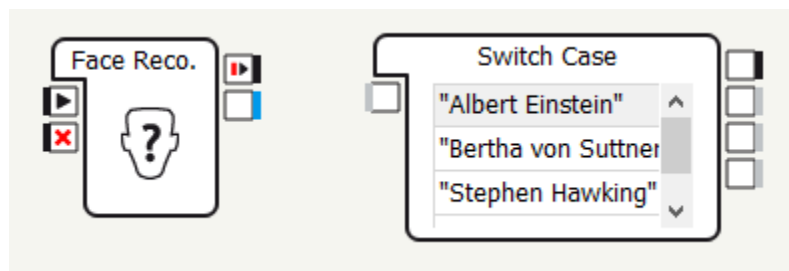 Face Reco.
?
Switch Case
"Albert Einstein"
"Bertha von Suttner
"Stephen Hawking"